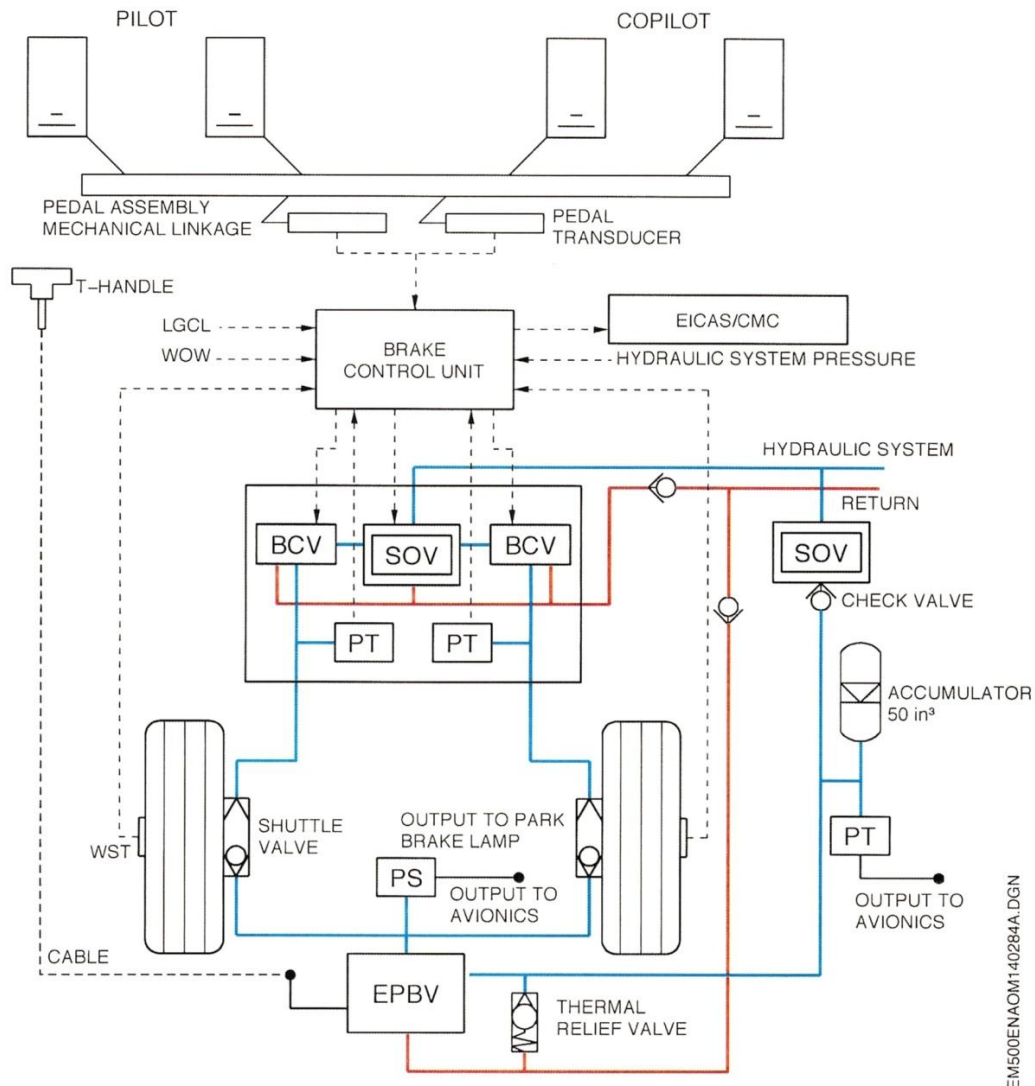 PILOT
COPILOT
PEDAL ASSEMBLY
MECHANICAL LINKAGE
PEDAL
TRANSDUCER
T-HANDLE
LGCL
WOW
BRAKE
CONTROL UNIT
EICAS/CMC
HYDRAULIC SYSTEM PRESSURE
HYDRAULIC SYSTEM
RETURN
BCV
SOV
BCV
SOV
CHECK VALVE
PT
PT
ACCUMULATOR
50 in³
WST
SHUTTLE
VALVE
OUTPUT TO PARK
BRAKE LAMP
PS
OUTPUT TO
AVIONICS
PT
OUTPUT TO
AVIONICS
CABLE
EPBV
THERMAL
RELIEF VALVE
EM500ENAOM140284A.DGN